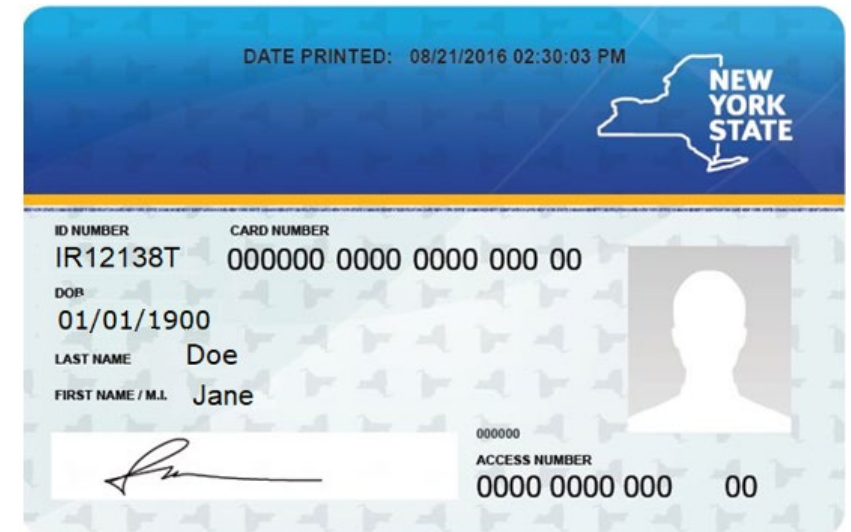 DATE PRINTED: 08/21/2016 02:30:03 PM
NEW
YORK
STATE
ID NUMBER CARD NUMBER
IR12138T 000000 0000 0000 000 00
DOB
01/01/1900
LAST NAME Doe
FIRST NAME / M.I. Jane
000000
ACCESS NUMBER
0000 0000 000 00